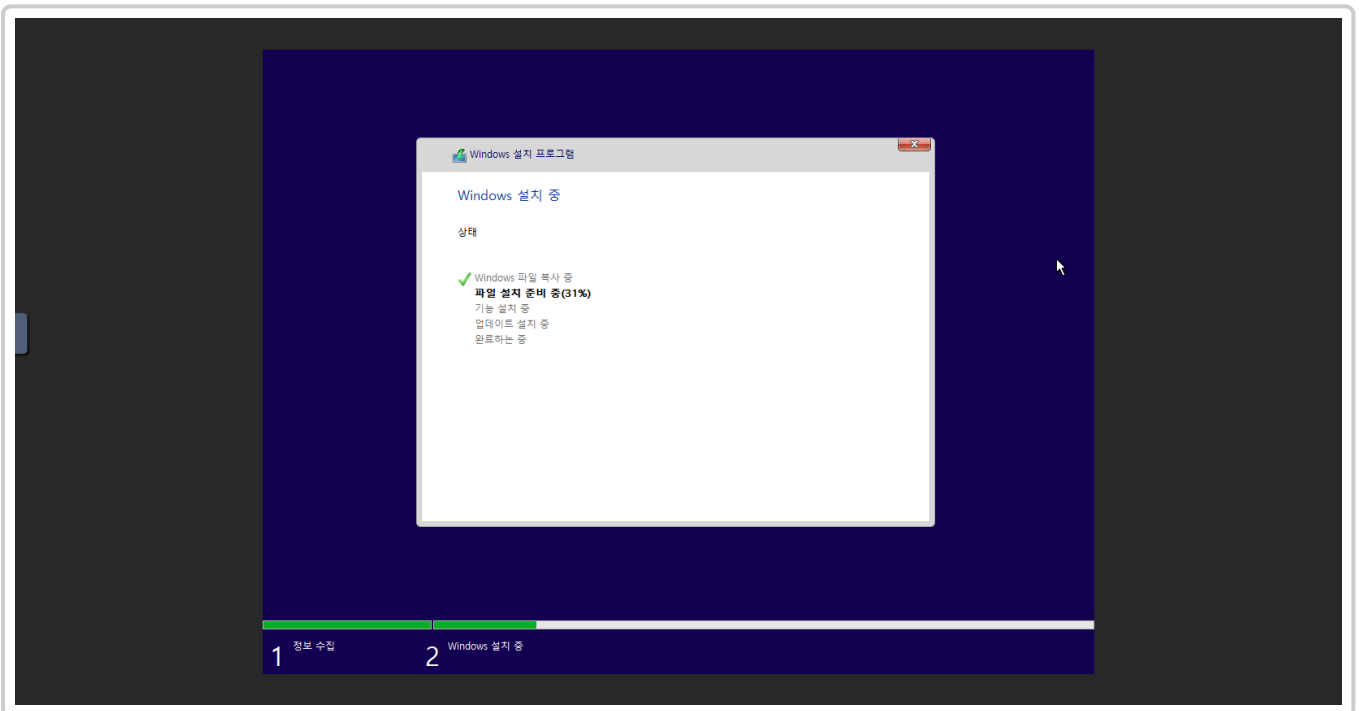 Windows 설치 프로그램
Windows 설치 중
상태
Windows 파일 복사 중
파일 설치 준비 중(31%)
기능 설치 중
업데이트 설치 중
완료하는 중
1 정보 수집
2 Windows 설치 중